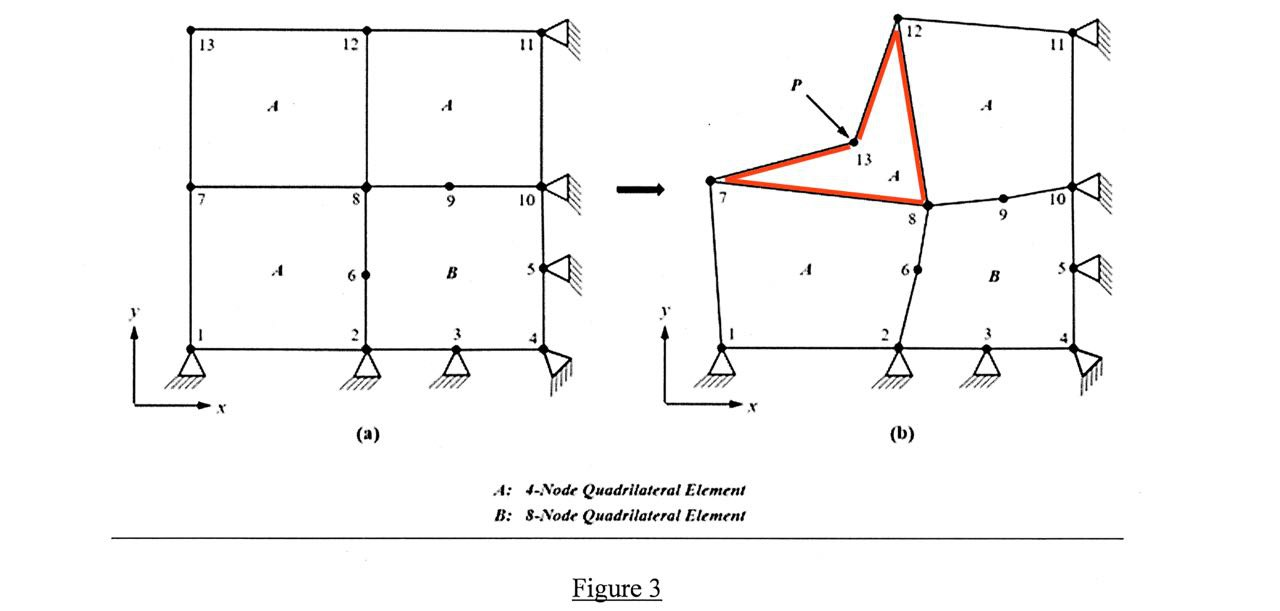 13 12 11 12 11
A A P A
13
A
7 8 9 10 7 8 9 10
A 6 B 5 A 6 B 5
y 1 2 3 4 y 1 2 3 4
x x
(a) (b)
A: 4-Node Quadrilateral Element
B: 8-Node Quadrilateral Element
Figure 3